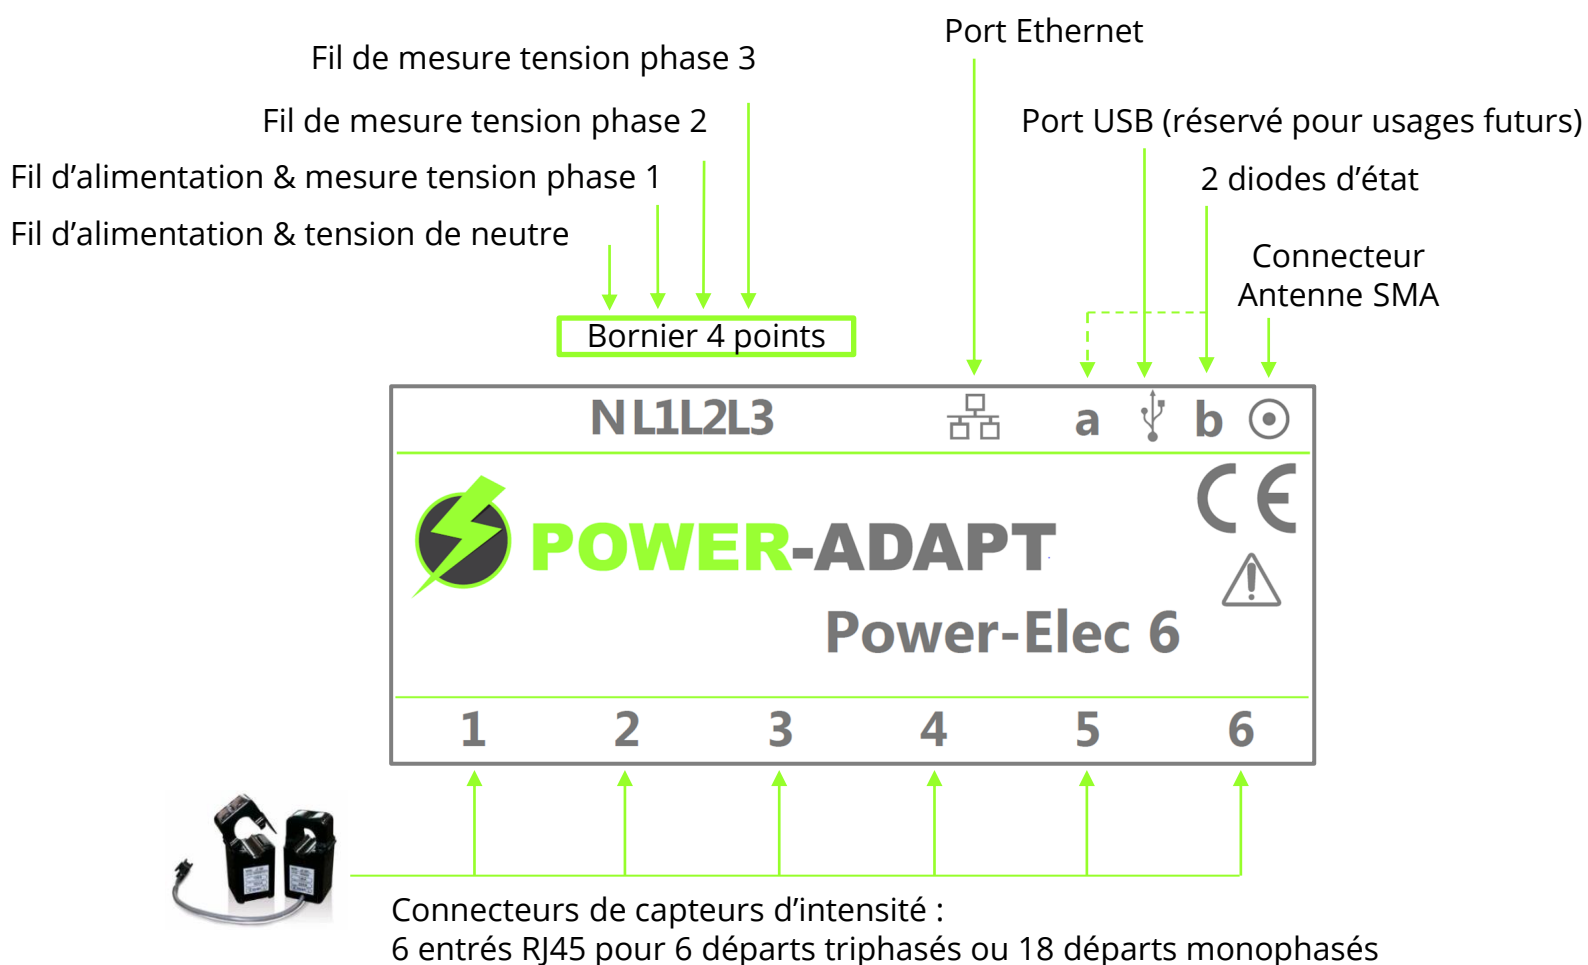 Port Ethernet
Fil de mesure tension phase 3
Fil de mesure tension phase 2
Port USB (réservé pour usages futurs)
Fil d’alimentation & mesure tension phase 1
2 diodes d’état
Fil d’alimentation & tension de neutre
Connecteur
Antenne SMA
Bornier 4 points
N L1L2L3
a
b
CE
POWER-ADAPT
Power-Elec 6
1 2 3 4 5 6
Connecteurs de capteurs d’intensité :
6 entrés RJ45 pour 6 départs triphasés ou 18 départs monophasés